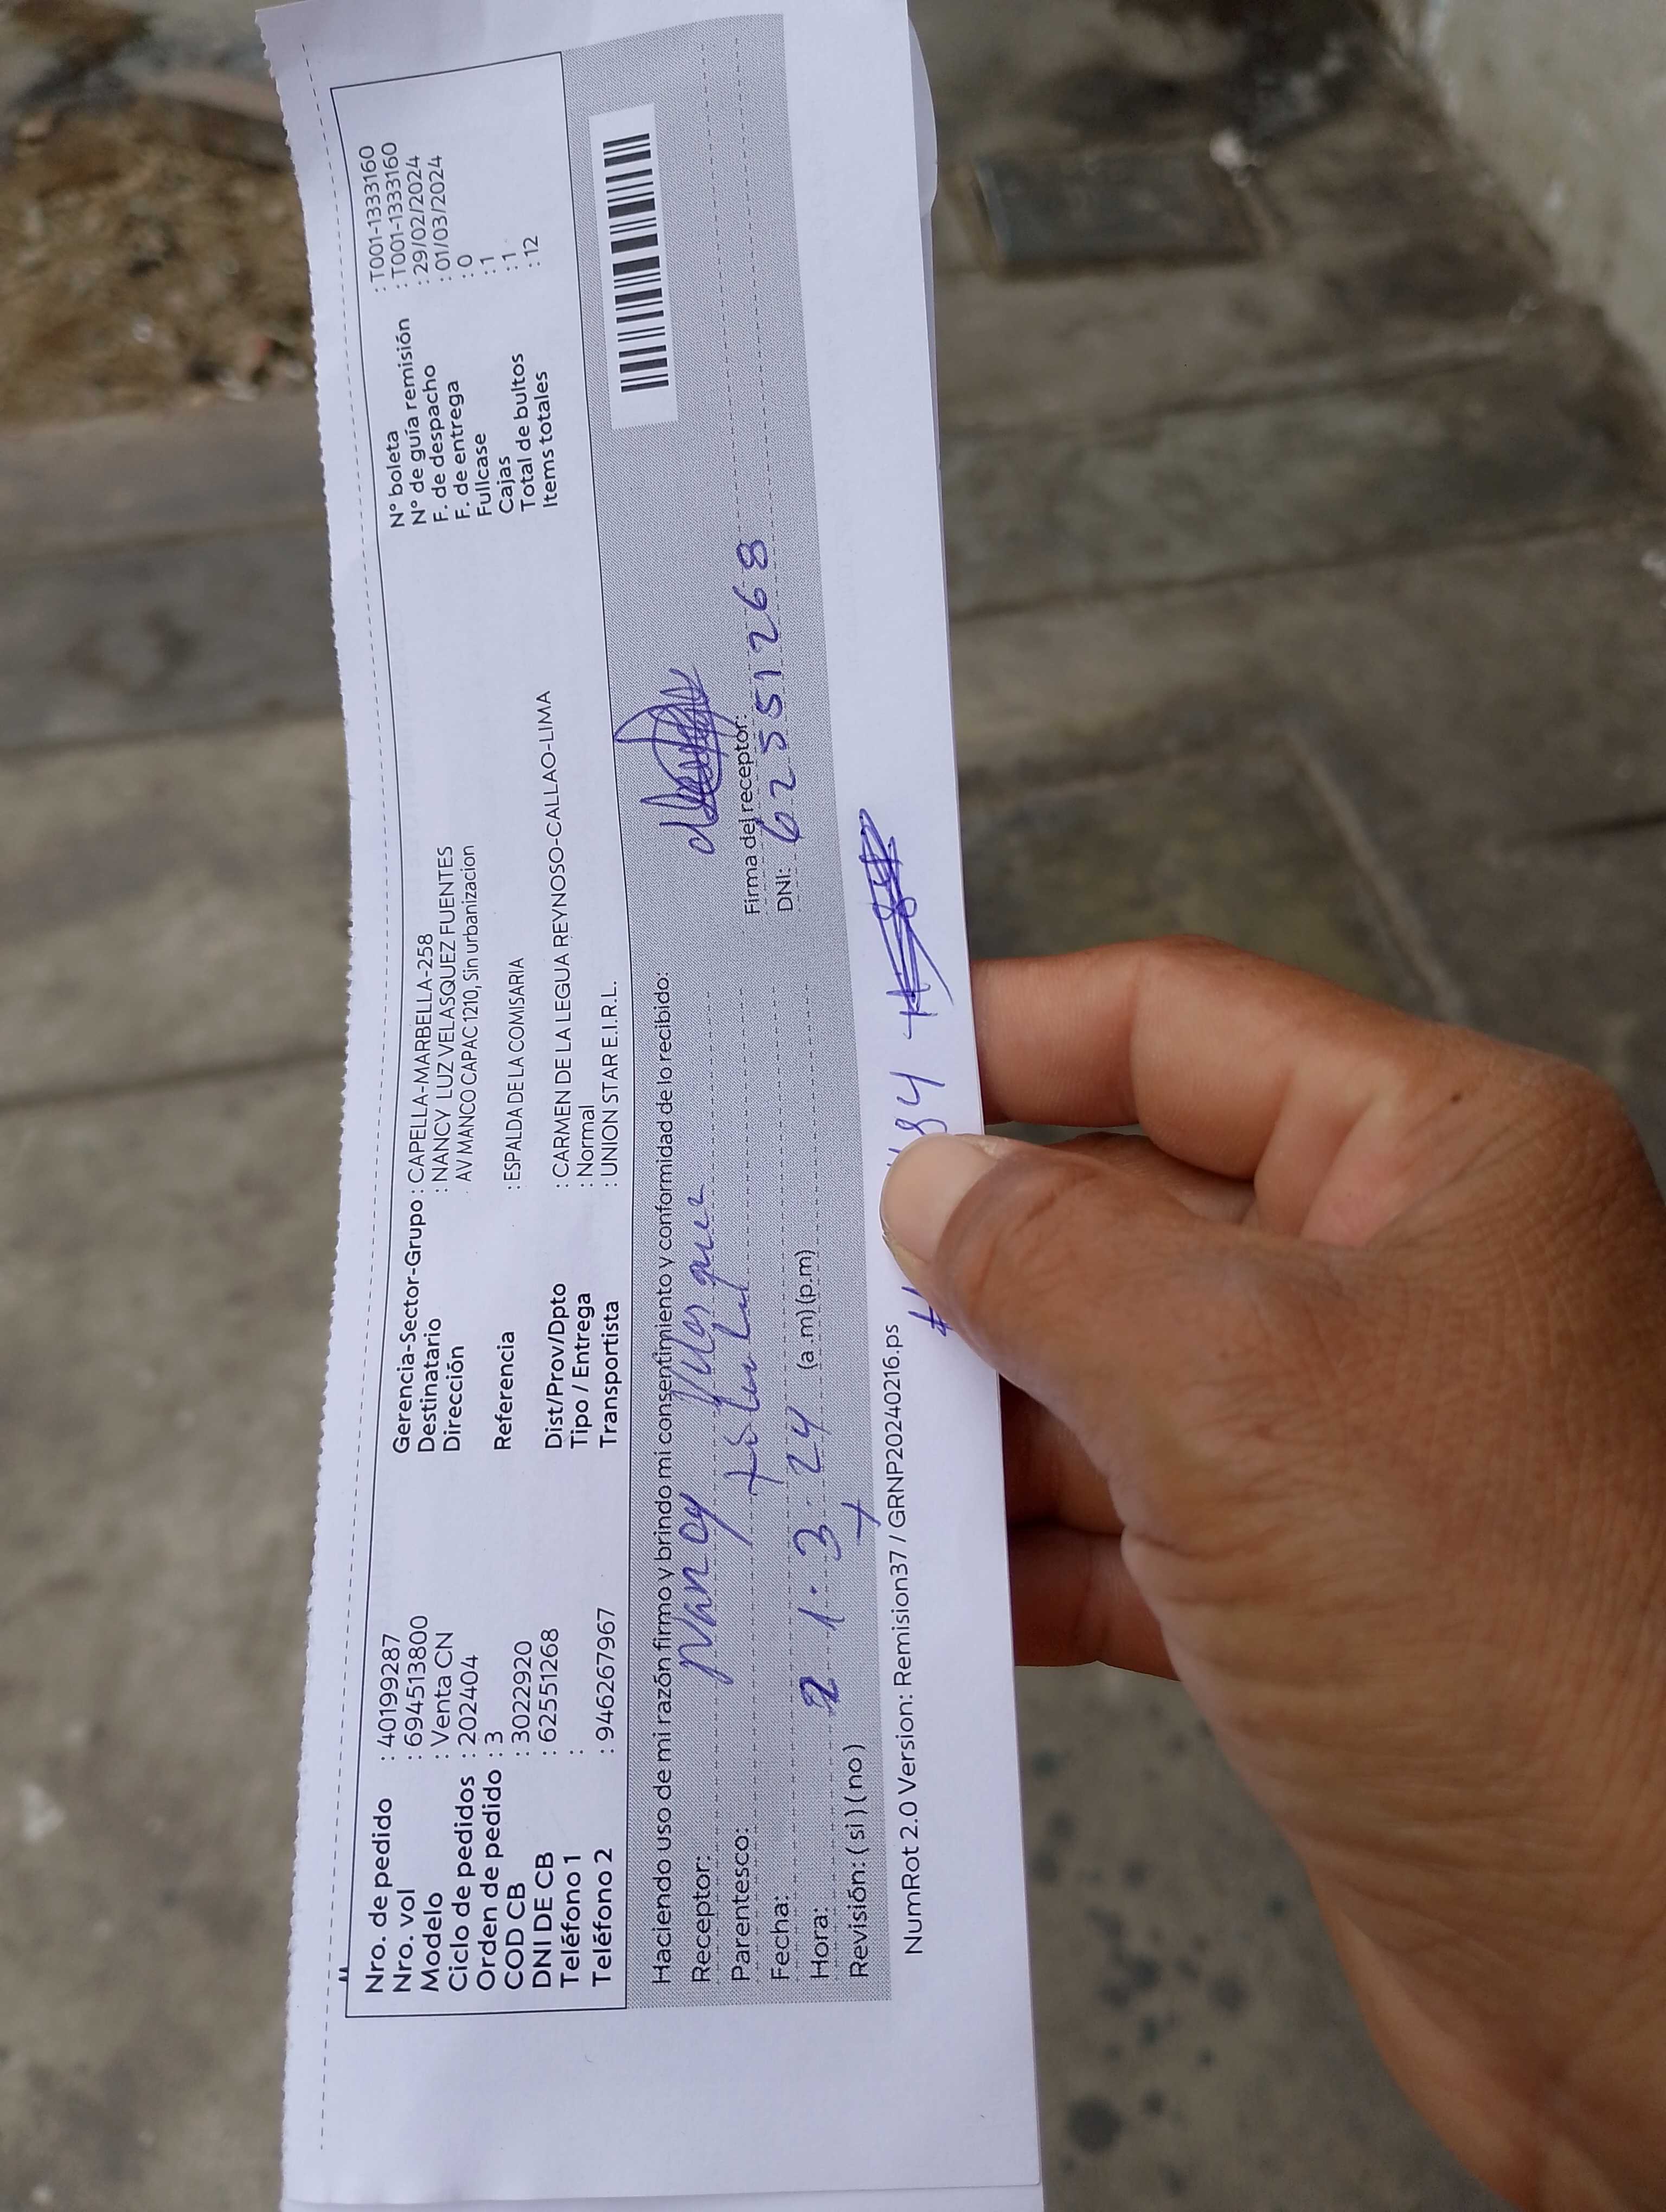 Nro. de pedido : 40199287
Nro. vol : 694513800
Modelo : Venta CN
Ciclo de pedidos : 202404
Orden de pedido : 3
COD CB : 3022920
DNI DE CB : 62551268
Teléfono 1 :
Teléfono 2 : 946267967
Gerencia-Sector-Grupo : CAPELLA-MARBELLA-258
Destinatario : NANCY LUZ VELASQUEZ FUENTES
Dirección AV MANCO CAPAC 1210, Sin urbanizacion
Referencia : ESPALDA DE LA COMISARIA
Dist/Prov/Dpto : CARMEN DE LA LEGUA REYNOSO-CALLAO-LIMA
Tipo / Entrega : Normal
Transportista : UNION STAR E.I.R.L.
N° boleta : T001-1333160
N° de guía remisión : T001-1333160
F. de despacho : 29/02/2024
F. de entrega : 01/03/2024
Fullcase : 0
Cajas : 1
Total de bultos : 1
Items totales : 12
Haciendo uso de mi razón firmo y brindo mi consentimiento y conformidad de lo recibido:
Receptor: Nancy
Parentesco:
Fecha: 1. 3. 24
Hora: (a .m) (p.m)
Revisión: ( si ) ( no )
Firma del receptor:
DNI: 62551268
NumRot 2.0 Version: Remision37 / GRNP20240216.ps